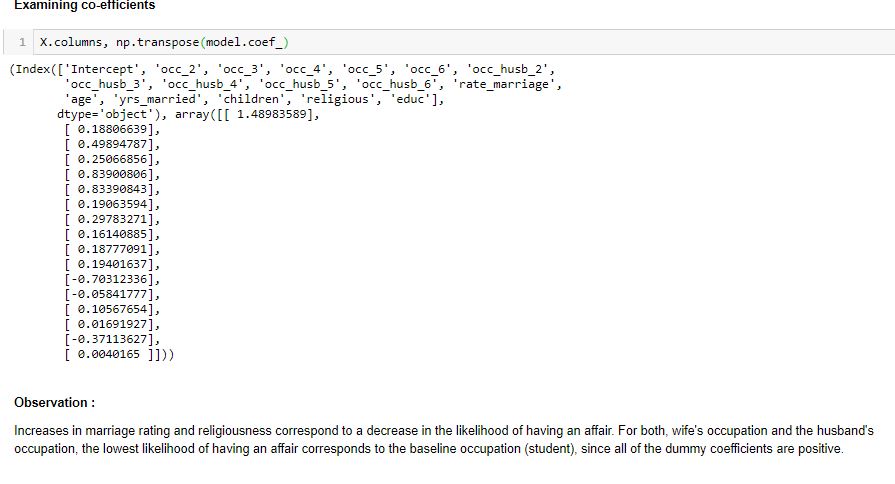 Examining co-efficients
1 X.columns, np.transpose(model.coef_)
(Index(['Intercept', 'occ_2', 'occ_3', 'occ_4', 'occ_5', 'occ_6', 'occ_husb_2',
'occ_husb_3', 'occ_husb_4', 'occ_husb_5', 'occ_husb_6', 'rate_marriage',
'age', 'yrs_married', 'children', 'religious', 'educ'],
dtype='object'), array([[ 1.48983589],
[ 0.18806639],
[ 0.49894787],
[ 0.25066856],
[ 0.83900806],
[ 0.83390843],
[ 0.19063594],
[ 0.29783271],
[ 0.16140885],
[ 0.18777091],
[ 0.19401637],
[-0.70312336],
[-0.05841777],
[ 0.10567654],
[ 0.01691927],
[-0.37113627],
[ 0.0040165 ]]))
Observation :
Increases in marriage rating and religiousness correspond to a decrease in the likelihood of having an affair. For both, wife's occupation and the husband's
occupation, the lowest likelihood of having an affair corresponds to the baseline occupation (student), since all of the dummy coefficients are positive.